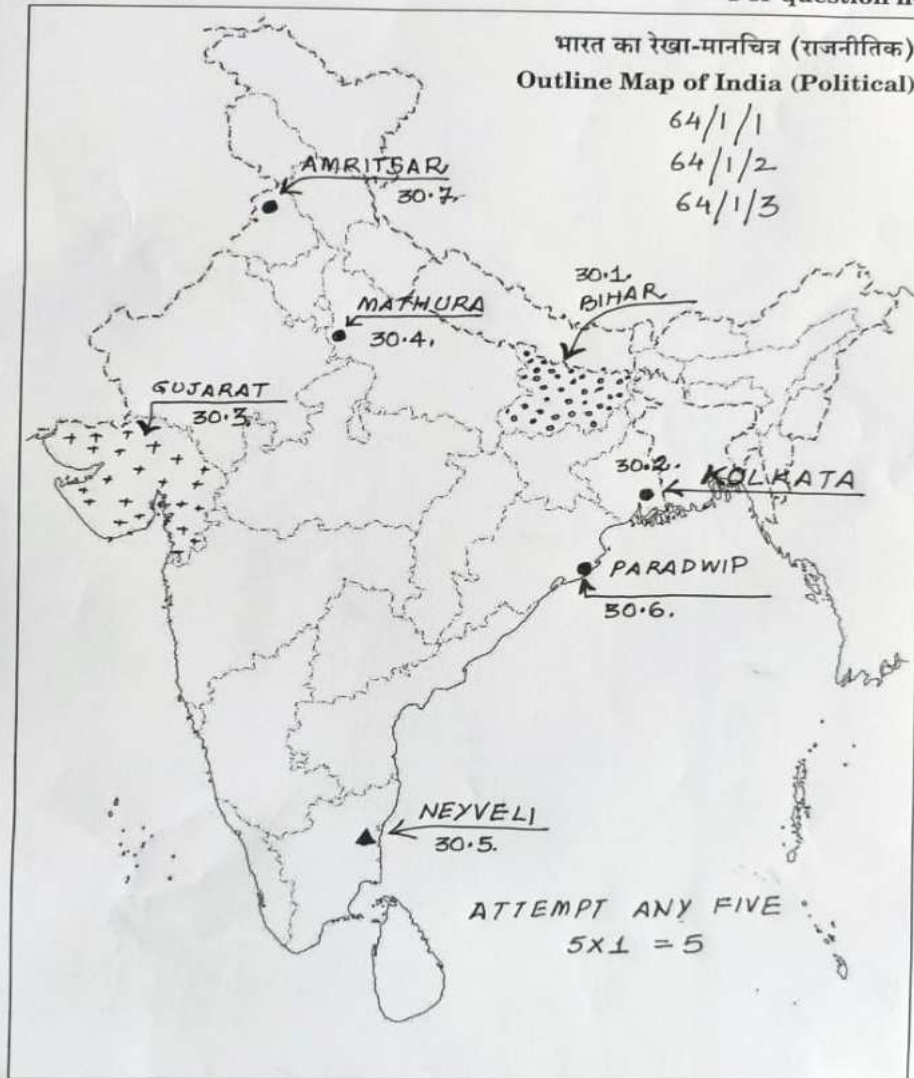 भारत का रेखा-मानचित्र (राजनीतिक)
Outline Map of India (Political)
64/1/1
64/1/2
64/1/3
AMRITSAR
30.7.
30.1.
BIHAR
MATHURA
30.4.
GUJARAT
30.3.
30.2.
KOLKATA
PARADWIP
30.6.
NEYVELI
30.5.
ATTEMPT ANY FIVE
5X1 = 5